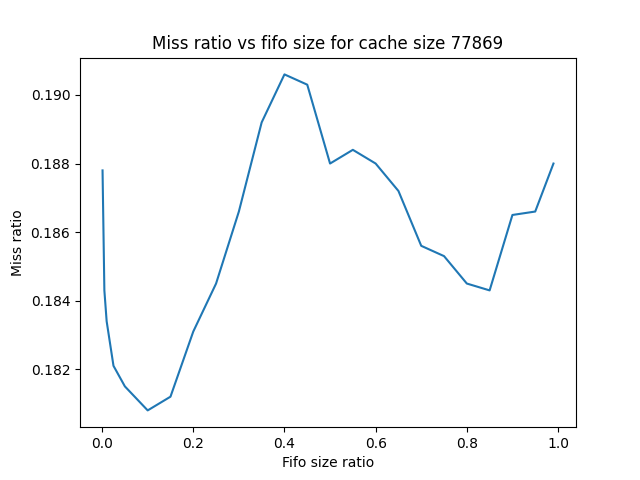 Miss ratio vs fifo size for cache size 77869
0.190
0.188
0.186
0.184
0.182
Miss ratio
0.0 0.2 0.4 0.6 0.8 1.0
Fifo size ratio